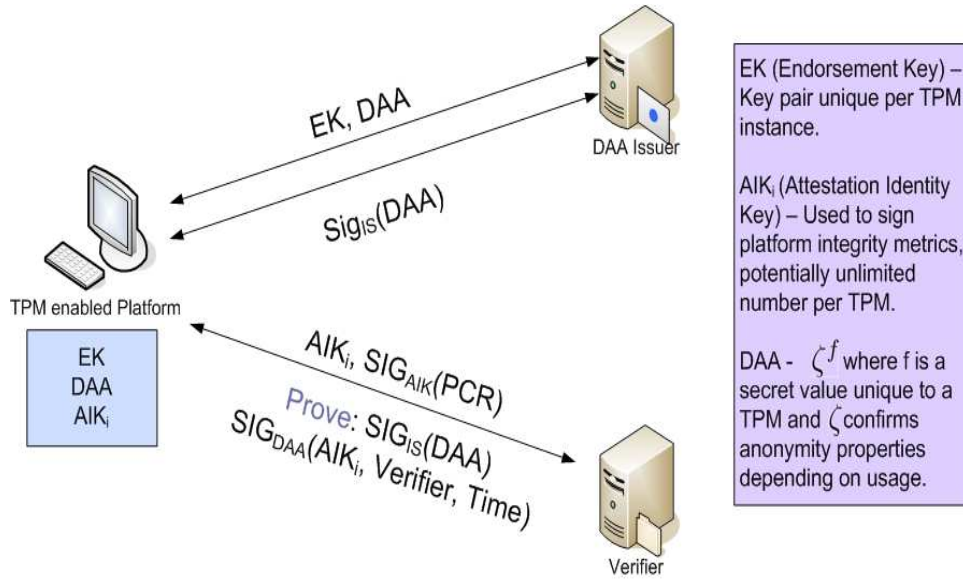 EK, DAA
DAA Issuer
Sig_IS(DAA)
TPM enabled Platform
EK
DAA
AIK_i
AIK_i, SIG_AIK(PCR)
Prove: SIG_IS(DAA)
SIG_DAA(AIK_i, Verifier, Time)
Verifier
EK (Endorsement Key) –
Key pair unique per TPM
instance.
AIK_i (Attestation Identity
Key) – Used to sign
platform integrity metrics,
potentially unlimited
number per TPM.
DAA - ζ^f where f is a
secret value unique to a
TPM and ζ confirms
anonymity properties
depending on usage.